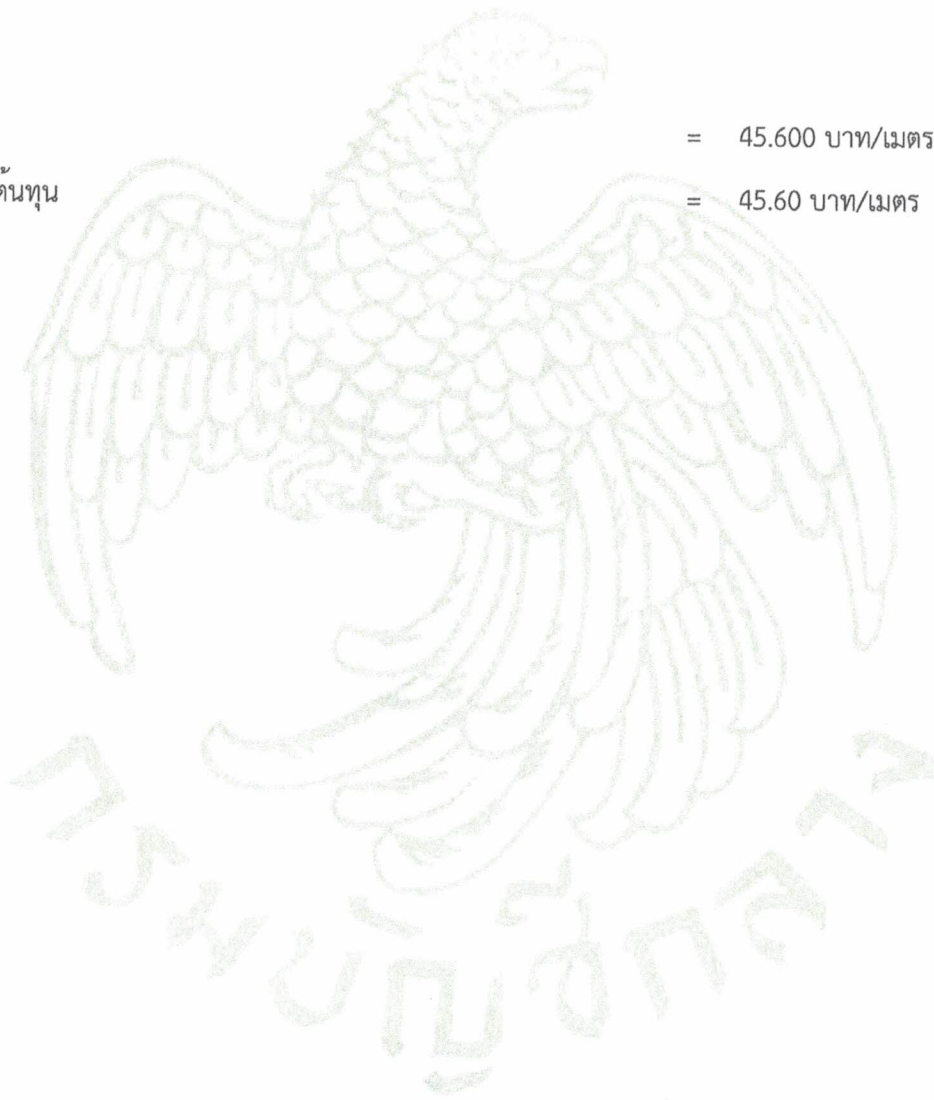 = 45.600 บาท/เมตร
ต้นทุน = 45.60 บาท/เมตร
กรมบัญชีกลาง